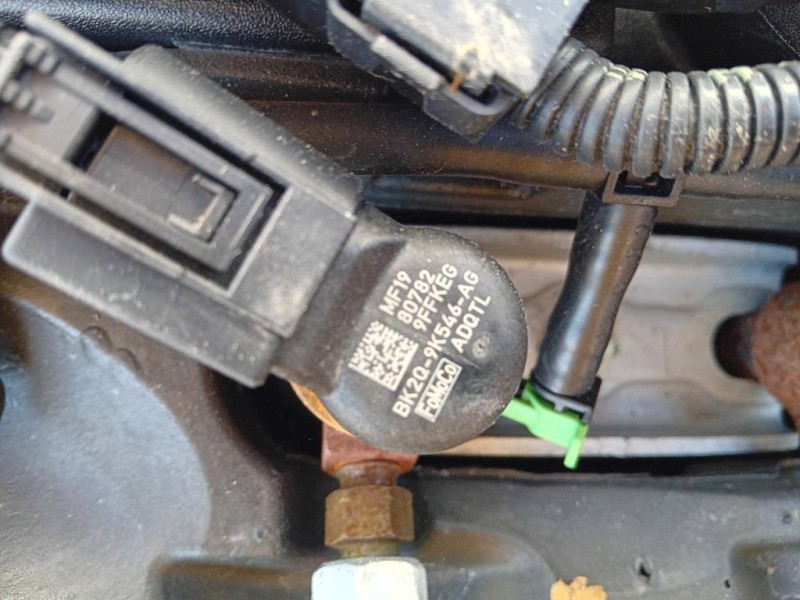 MF19
80782
9FFKEG
BK2Q-9K546-AG
FoMoCo ADQTL